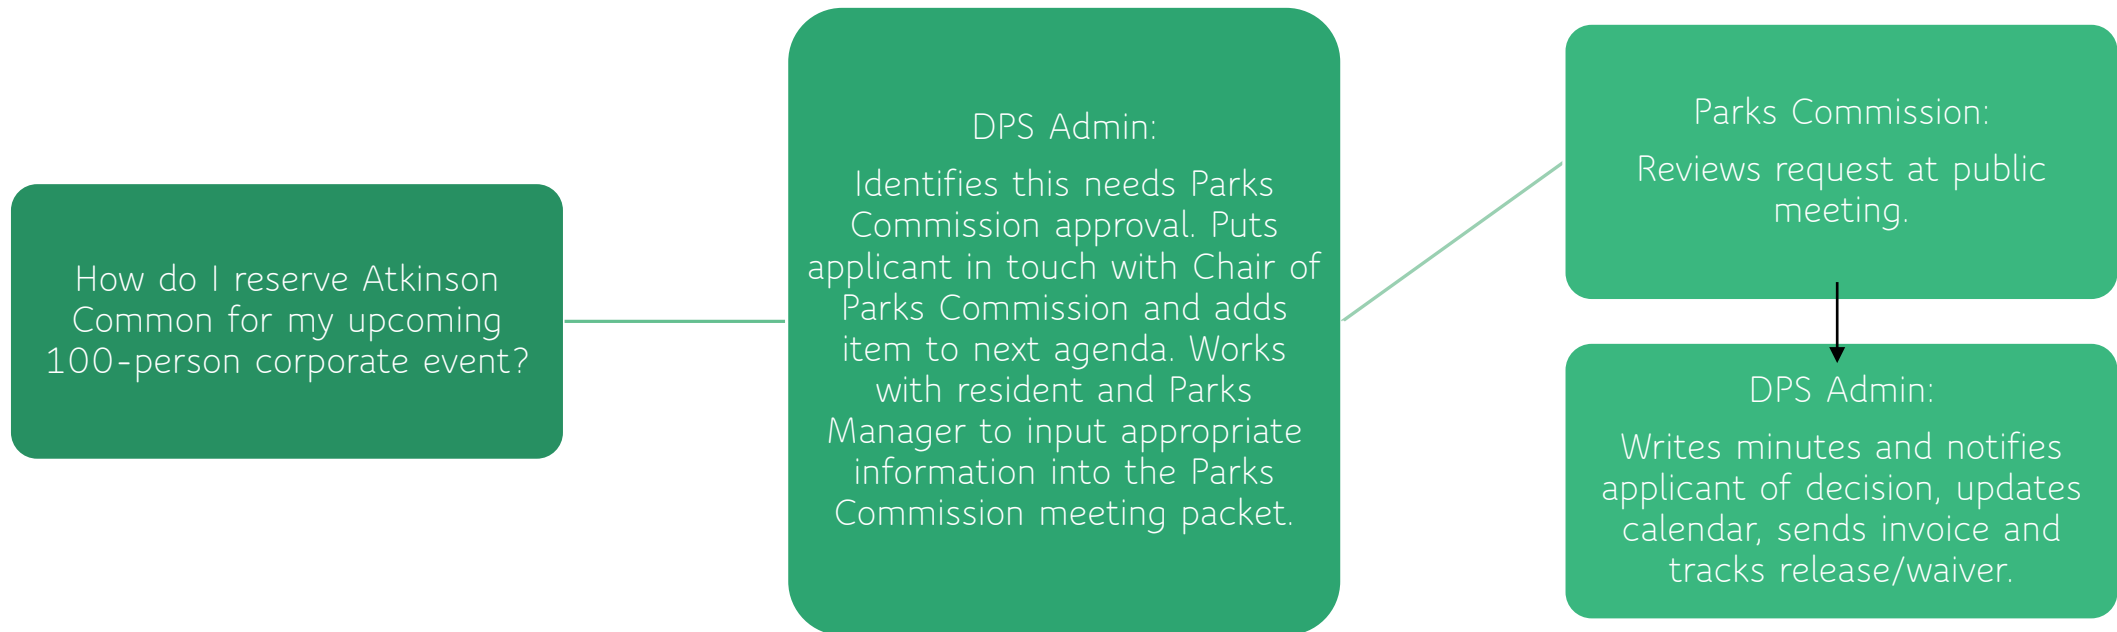 How do I reserve Atkinson
Common for my upcoming
100-person corporate event?
DPS Admin:
Identifies this needs Parks
Commission approval. Puts
applicant in touch with Chair of
Parks Commission and adds
item to next agenda. Works
with resident and Parks
Manager to input appropriate
information into the Parks
Commission meeting packet.
Parks Commission:
Reviews request at public
meeting.
DPS Admin:
Writes minutes and notifies
applicant of decision, updates
calendar, sends invoice and
tracks release/waiver.